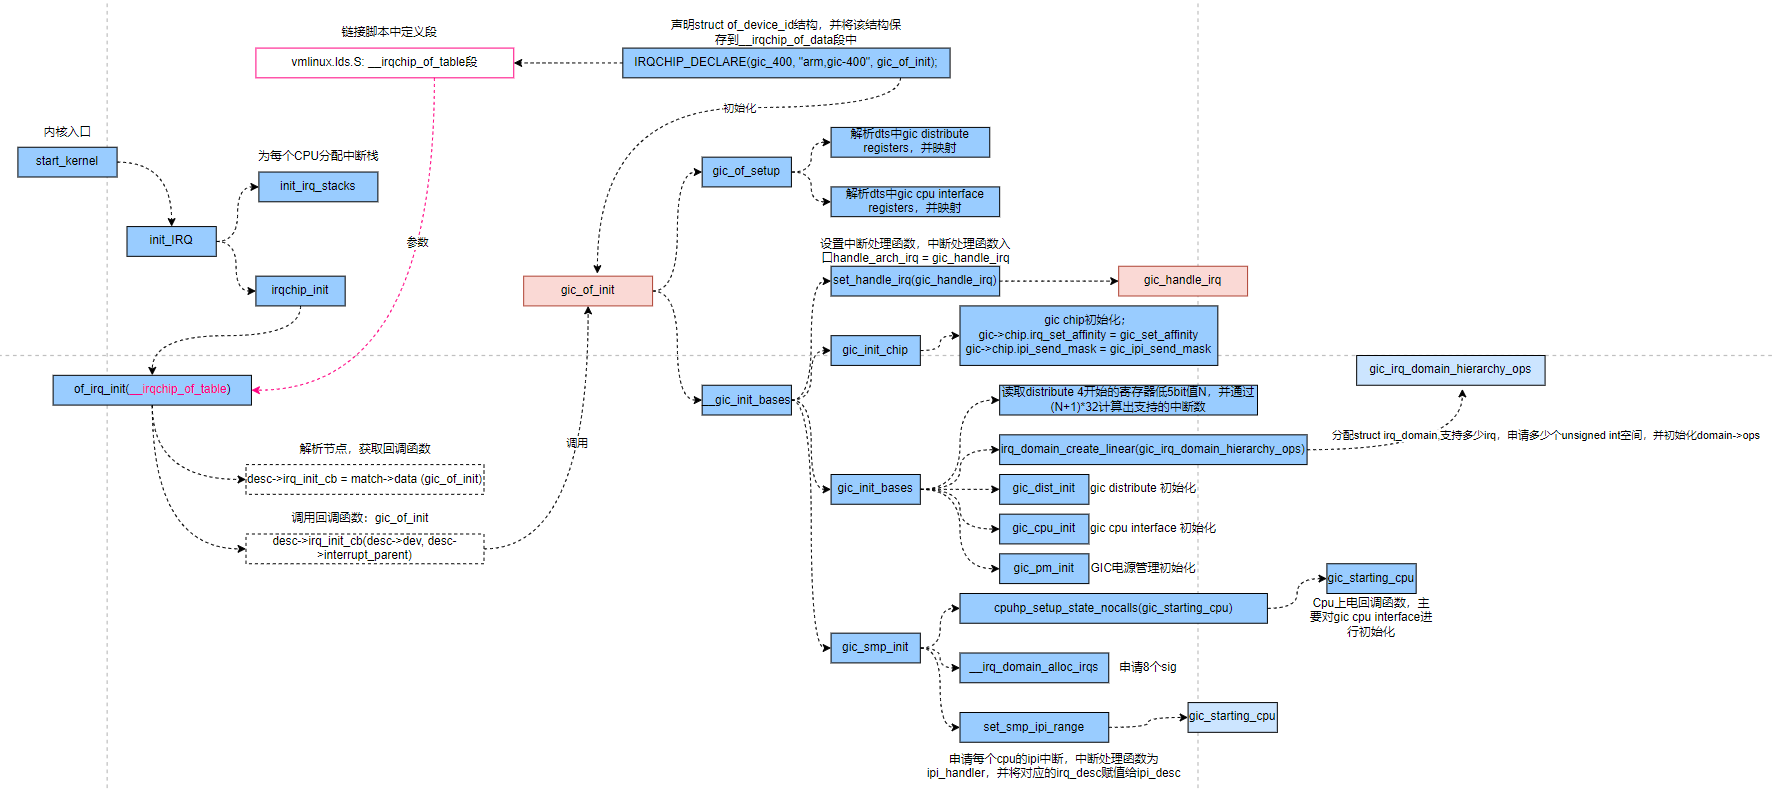 链接脚本中定义段
vmlinux.lds.S: __irqchip_of_table段
声明struct of_device_id结构，并将该结构保
存到__irqchip_of_data段中
IRQCHIP_DECLARE(gic_400, "arm,gic-400", gic_of_init);
初始化
内核入口
start_kernel
为每个CPU分配中断栈
init_irq_stacks
init_IRQ
irqchip_init
参数
of_irq_init(__irqchip_of_table)
解析节点，获取回调函数
desc->irq_init_cb = match->data (gic_of_init)
调用回调函数：gic_of_init
desc->irq_init_cb(desc->dev, desc-
>interrupt_parent)
调用
gic_of_init
gic_of_setup
解析dts中gic distribute
registers，并映射
解析dts中gic cpu interface
registers，并映射
__gic_init_bases
设置中断处理函数，中断处理函数入
口handle_arch_irq = gic_handle_irq
set_handle_irq(gic_handle_irq)
gic_handle_irq
gic_init_chip
gic chip初始化；
gic->chip.irq_set_affinity = gic_set_affinity
gic->chip.ipi_send_mask = gic_ipi_send_mask
gic_init_bases
读取distribute 4开始的寄存器低5bit值N，并通过
(N+1)*32计算出支持的中断数
irq_domain_create_linear(gic_irq_domain_hierarchy_ops)
gic_irq_domain_hierarchy_ops
分配struct irq_domain,支持多少irq，申请多少个unsigned int空间，并初始化domain->ops
gic_dist_init
gic distribute 初始化
gic_cpu_init
gic cpu interface 初始化
gic_pm_init
GIC电源管理初始化
gic_smp_init
cpuhp_setup_state_nocalls(gic_starting_cpu)
gic_starting_cpu
Cpu上电回调函数，主
要对gic cpu interface进
行初始化
__irq_domain_alloc_irqs
申请8个sig
set_smp_ipi_range
gic_starting_cpu
申请每个cpu的ipi中断，中断处理函数为
ipi_handler，并将对应的irq_desc赋值给ipi_desc